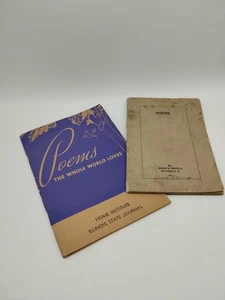 Poems
THE WHOLE WORLD LOVES
HOME INSTITUTE
ILLINOIS STATE JOURNAL
POEMS